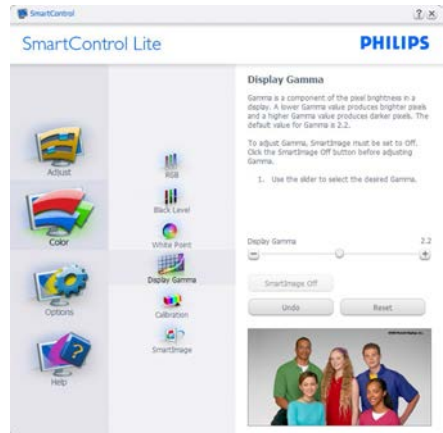 SmartControl
SmartControl Lite
PHILIPS
Adjust
Color
Options
Help
RGB
Black Level
White Point
Display Gamma
Calibration
SmartImage
Display Gamma
Gamma is a component of the pixel brightness in a
display. A lower Gamma value produces brighter pixels
and a higher Gamma value produces darker pixels. The
default value for Gamma is 2.2.
To adjust Gamma, SmartImage must be set to Off.
Click the SmartImage Off button before adjusting
Gamma.
1. Use the slider to select the desired Gamma.
Display Gamma 2.2
SmartImage Off
Undo
Reset